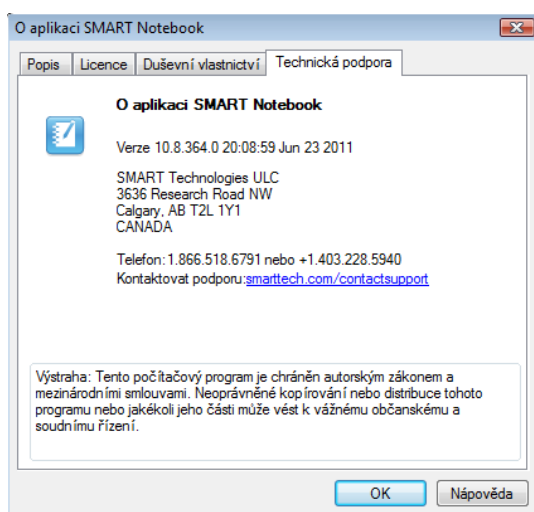 O aplikaci SMART Notebook
Popis Licence Duševní vlastnictví Technická podpora
O aplikaci SMART Notebook
Verze 10.8.364.0 20:08:59 Jun 23 2011
SMART Technologies ULC
3636 Research Road NW
Calgary, AB T2L 1Y1
CANADA
Telefon: 1.866.518.6791 nebo +1.403.228.5940
Kontaktovat podporu:smarttech.com/contactsupport
Výstraha: Tento počítačový program je chráněn autorským zákonem a
mezinárodními smlouvami. Neoprávněné kopírování nebo distribuce tohoto
programu nebo jakékoli jeho části může vést k vážnému občanskému a
soudnímu řízení.
OK Nápověda